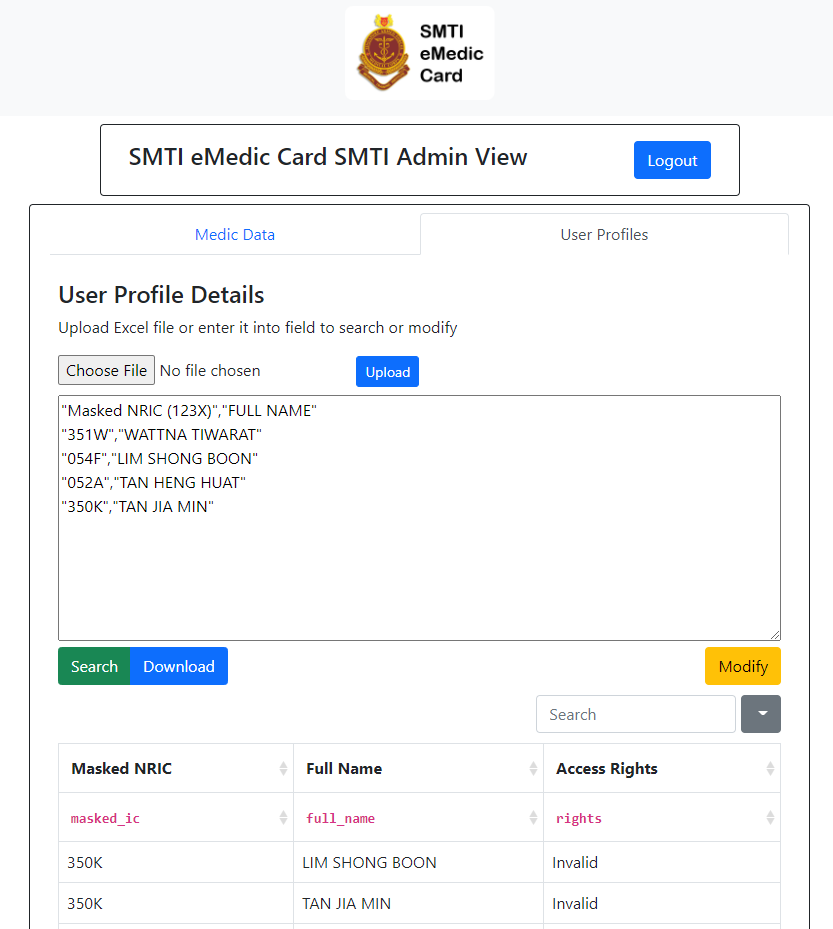 SMTI
eMedic
Card
SMTI eMedic Card SMTI Admin View
Logout
Medic Data
User Profiles
User Profile Details
Upload Excel file or enter it into field to search or modify
Choose File No file chosen
Upload
"Masked NRIC (123X)","FULL NAME"
"351W","WATTNA TIWARAT"
"054F","LIM SHONG BOON"
"052A","TAN HENG HUAT"
"350K","TAN JIA MIN"
Search
Download
Modify
Search
Masked NRIC Full Name Access Rights
masked_ic full_name rights
350K LIM SHONG BOON Invalid
350K TAN JIA MIN Invalid